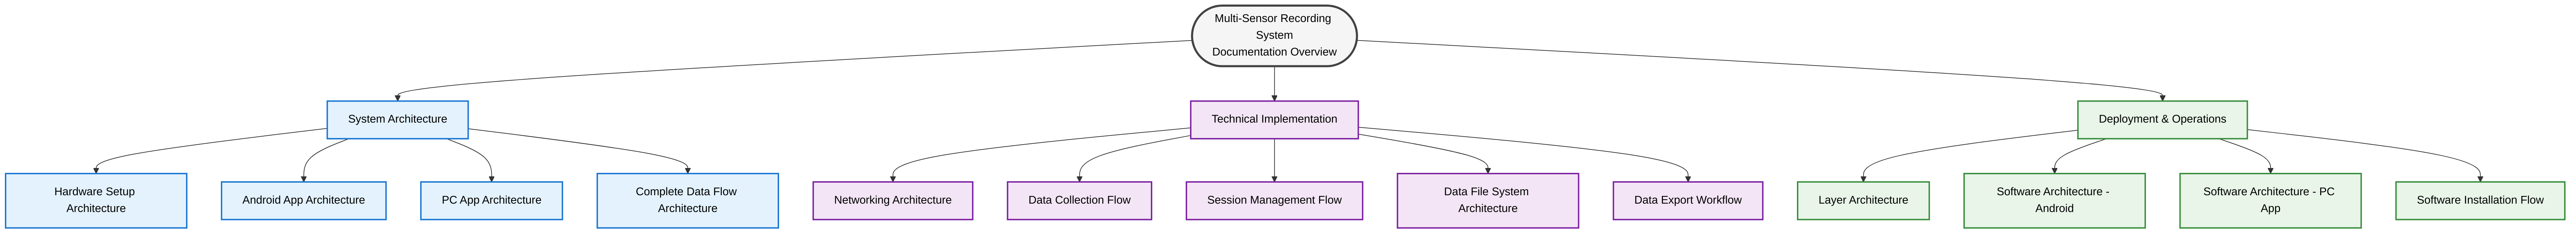 Multi-Sensor Recording
System
Documentation Overview
System Architecture
Technical Implementation
Deployment & Operations
Hardware Setup
Architecture
Android App Architecture
PC App Architecture
Complete Data Flow
Architecture
Networking Architecture
Data Collection Flow
Session Management Flow
Data File System
Architecture
Data Export Workflow
Layer Architecture
Software Architecture -
Android
Software Architecture - PC
App
Software Installation Flow